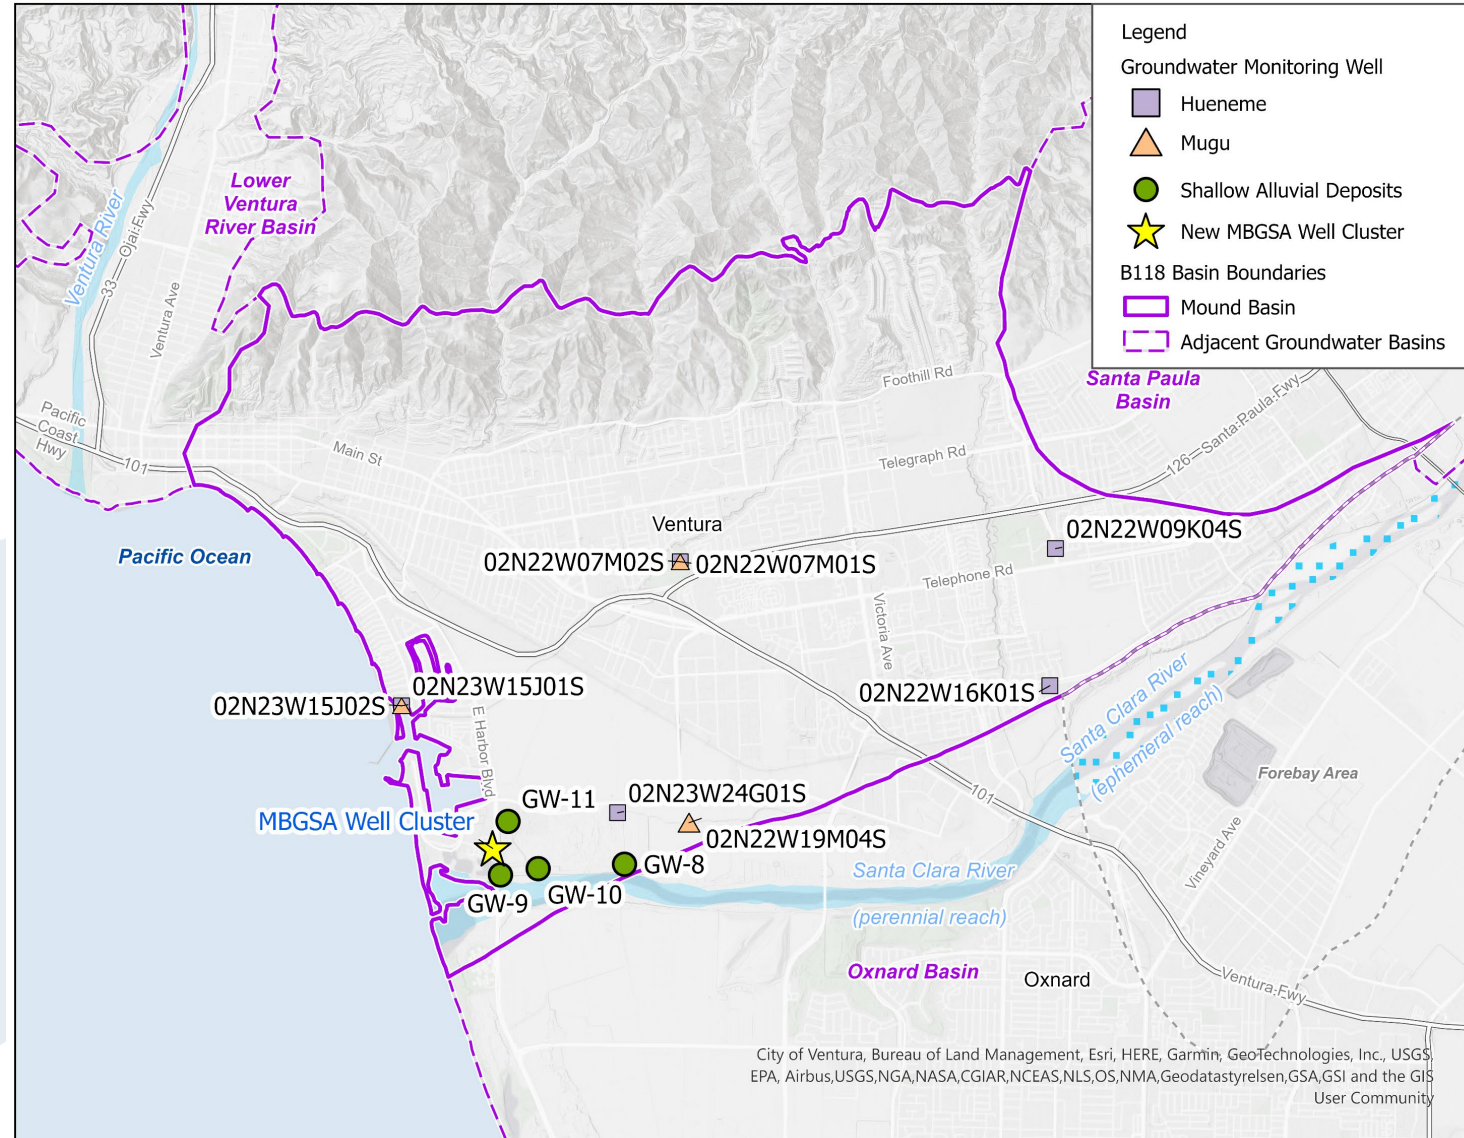 Legend
Groundwater Monitoring Well
Hueneme
Mugu
Shallow Alluvial Deposits
New MBGSA Well Cluster
B118 Basin Boundaries
Mound Basin
Adjacent Groundwater Basins
Lower
Ventura
River Basin
Ventura River
33
Ojai Fwy
Ventura Ave
Santa Paula
Basin
Foothill Rd
126
Santa Paula Fwy
Pacific
Coast
Hwy
101
Main St
Telegraph Rd
Pacific Ocean
Ventura
02N22W09K04S
02N22W07M02S
02N22W07M01S
Telephone Rd
Victoria Ave
02N23W15J01S
02N23W15J02S
02N22W16K01S
E Harbor Blvd
Santa Clara River
(ephemeral reach)
Forebay Area
101
02N23W24G01S
GW-11
MBGSA Well Cluster
02N22W19M04S
GW-8
GW-10
GW-9
Santa Clara River
(perennial reach)
Vineyard Ave
Oxnard Basin
Oxnard
Ventura Fwy
City of Ventura, Bureau of Land Management, Esri, HERE, Garmin, GeoTechnologies, Inc., USGS,
EPA, Airbus,USGS,NGA,NASA,CGIAR,NCEAS,NLS,OS,NMA,Geodatastyrelsen,GSA,GSI and the GIS
User Community